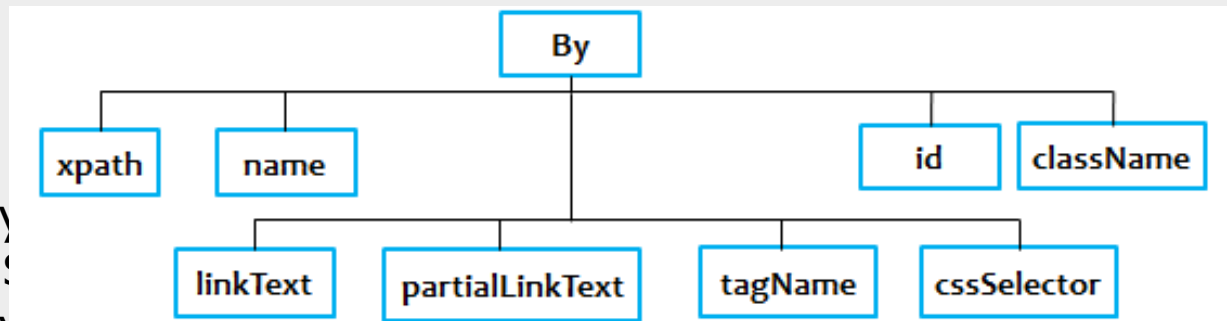 By
xpath
name
id
className
linkText
partialLinkText
tagName
cssSelector